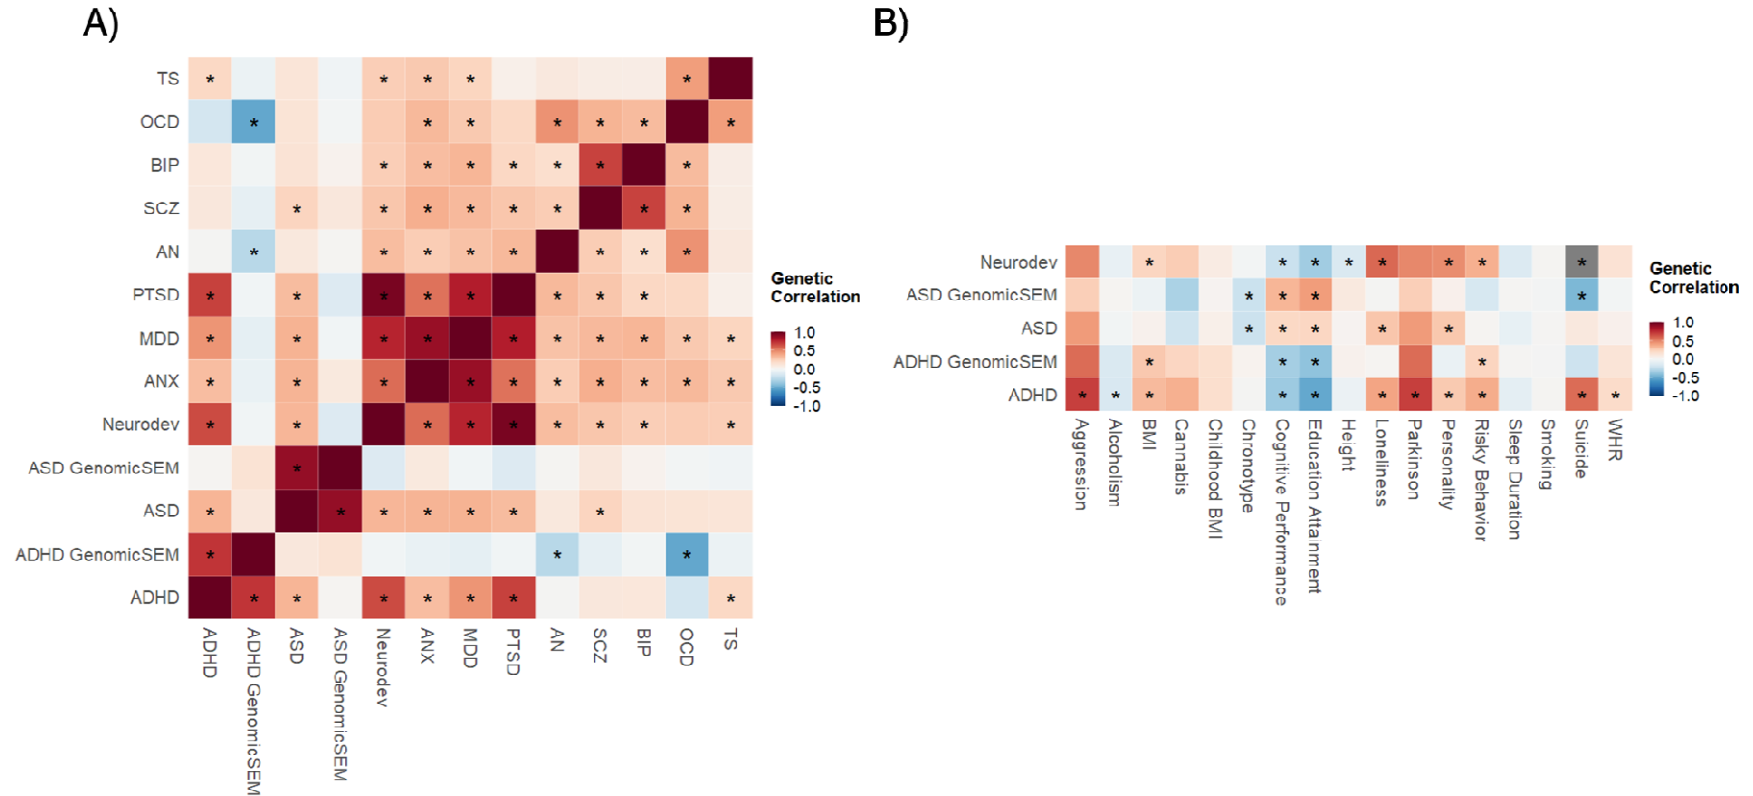 A)
TS * * * * *
OCD * * * * * * *
BIP * * * * * * *
SCZ * * * * * * * *
AN * * * * * * * *
PTSD * * * * * * * *
MDD * * * * * * * * * *
ANX * * * * * * * * * *
Neurodev * * * * * * * * *
ASD GenomicSEM *
ASD * * * * * * *
ADHD GenomicSEM * * *
ADHD * * * * * * *
ADHD
ADHD GenomicSEM
ASD
ASD GenomicSEM
Neurodev
ANX
MDD
PTSD
AN
SCZ
BIP
OCD
TS
Genetic
Correlation
1.0
0.5
0.0
-0.5
-1.0
B)
Neurodev * * * * * * * *
ASD GenomicSEM * * * *
ASD * * * * *
ADHD GenomicSEM * * * *
ADHD * * * * * * * * * * *
Aggression
Alcoholism
BMI
Cannabis
Childhood BMI
Chronotype
Cognitive Performance
Education Attainment
Height
Loneliness
Parkinson
Personality
Risky Behavior
Sleep Duration
Smoking
Suicide
WHR
Genetic
Correlation
1.0
0.5
0.0
-0.5
-1.0